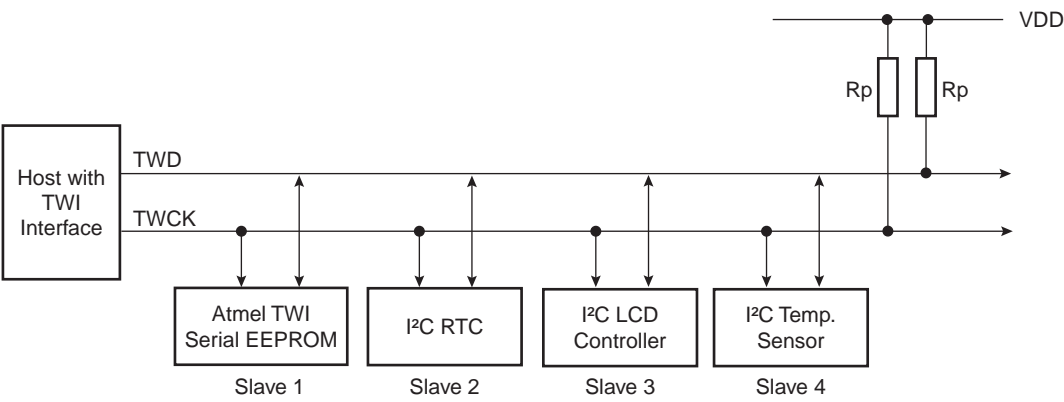 VDD
Rp
Rp
Host with
TWI
Interface
TWD
TWCK
Atmel TWI
Serial EEPROM
I²C RTC
I²C LCD
Controller
I²C Temp.
Sensor
Slave 1
Slave 2
Slave 3
Slave 4